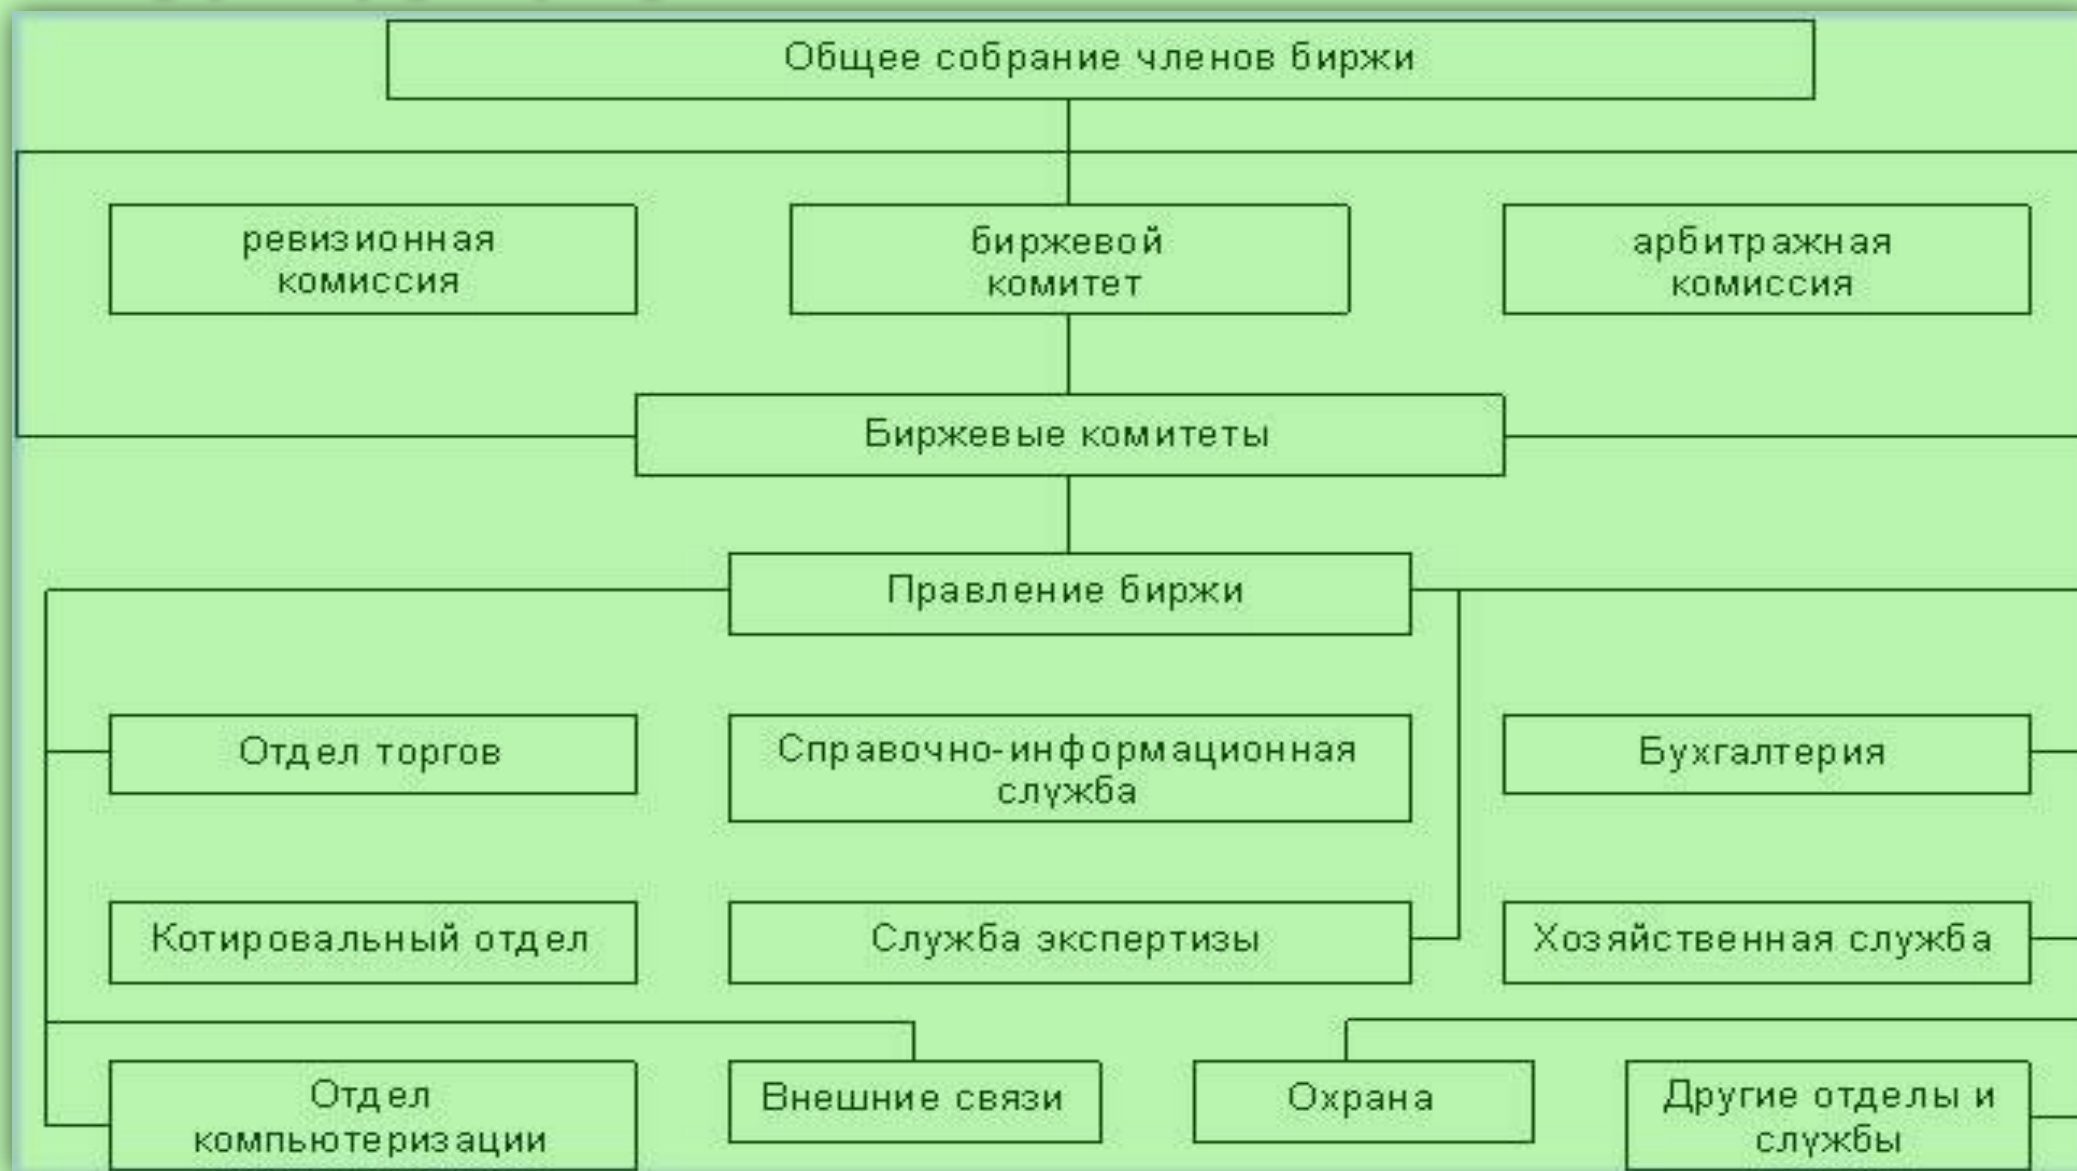 Общее собрание членов биржи
ревизионная
комиссия
биржевой
комитет
арбитражная
комиссия
Биржевые комитеты
Правление биржи
Отдел торгов
Справочно-информационная
служба
Бухгалтерия
Котировальный отдел
Служба экспертизы
Хозяйственная служба
Отдел
компьютеризации
Внешние связи
Охрана
Другие отделы и
службы